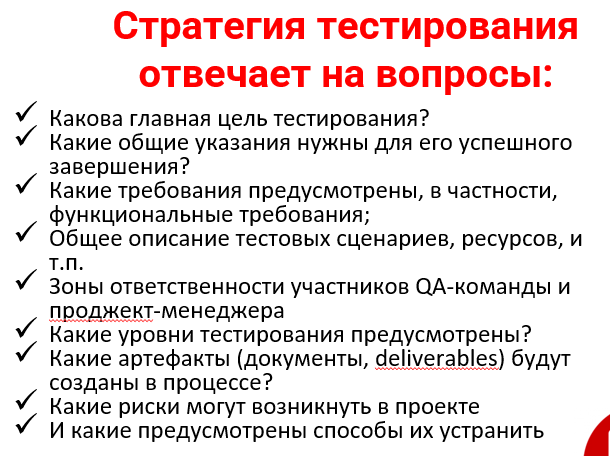 Стратегия тестирования
отвечает на вопросы:
✓ Какова главная цель тестирования?
✓ Какие общие указания нужны для его успешного
завершения?
✓ Какие требования предусмотрены, в частности,
функциональные требования;
✓ Общее описание тестовых сценариев, ресурсов, и
т.п.
✓ Зоны ответственности участников QA-команды и
проджект-менеджера
✓ Какие уровни тестирования предусмотрены?
✓ Какие артефакты (документы, deliverables) будут
созданы в процессе?
✓ Какие риски могут возникнуть в проекте
✓ И какие предусмотрены способы их устранить